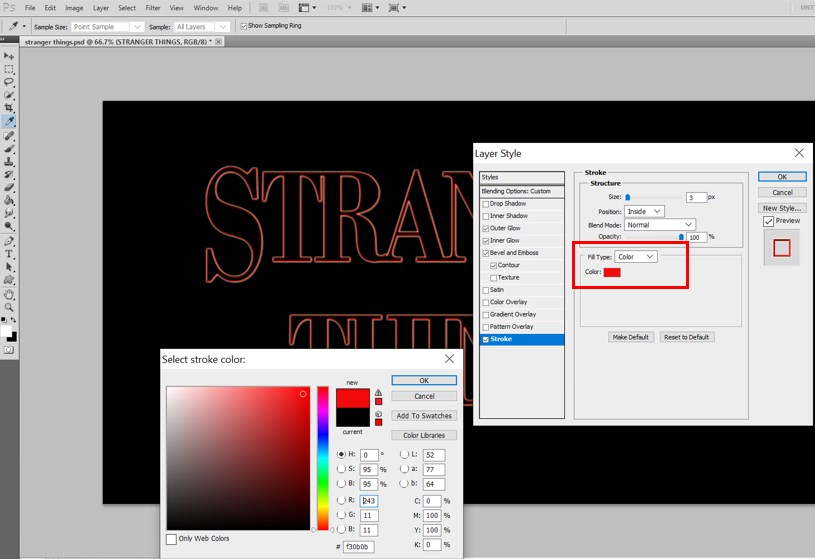 Ps File Edit Image Layer Select Filter View Window Help Br Mb 100% UNT
Sample Size: Point Sample Sample: All Layers Show Sampling Ring
stranger things.psd @ 66.7% (STRANGER THINGS, RGB/8) * ×
STRAN
THIN
Layer Style
Styles
Blending Options: Custom
Drop Shadow
Inner Shadow
Outer Glow
Inner Glow
Bevel and Emboss
Contour
Texture
Satin
Color Overlay
Gradient Overlay
Pattern Overlay
Stroke
Stroke
Structure
Size: 3 px
Position: Inside
Blend Mode: Normal
Opacity: 100 %
Fill Type: Color
Color:
Make Default Reset to Default
OK
Cancel
New Style...
Preview
Select stroke color:
new
current
OK
Cancel
Add To Swatches
Color Libraries
H: 0 ° L: 52
S: 95 % a: 77
B: 95 % b: 64
R: 243 C: 0 %
G: 11 M: 100 %
B: 11 Y: 100 %
# f30b0b K: 0 %
Only Web Colors